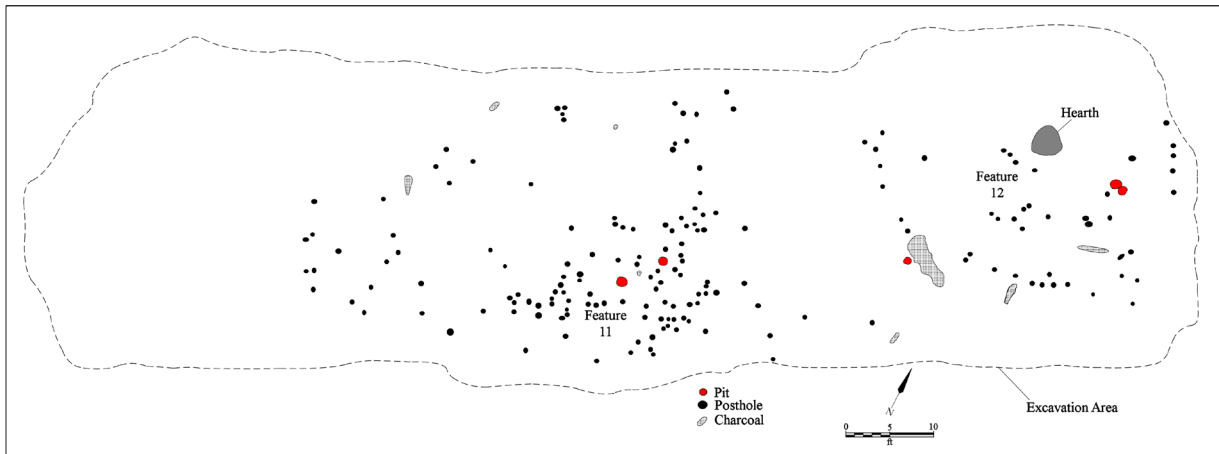 Hearth
Feature
12
Feature
11
Pit
Posthole
Charcoal
N
0 5 10
ft
Excavation Area